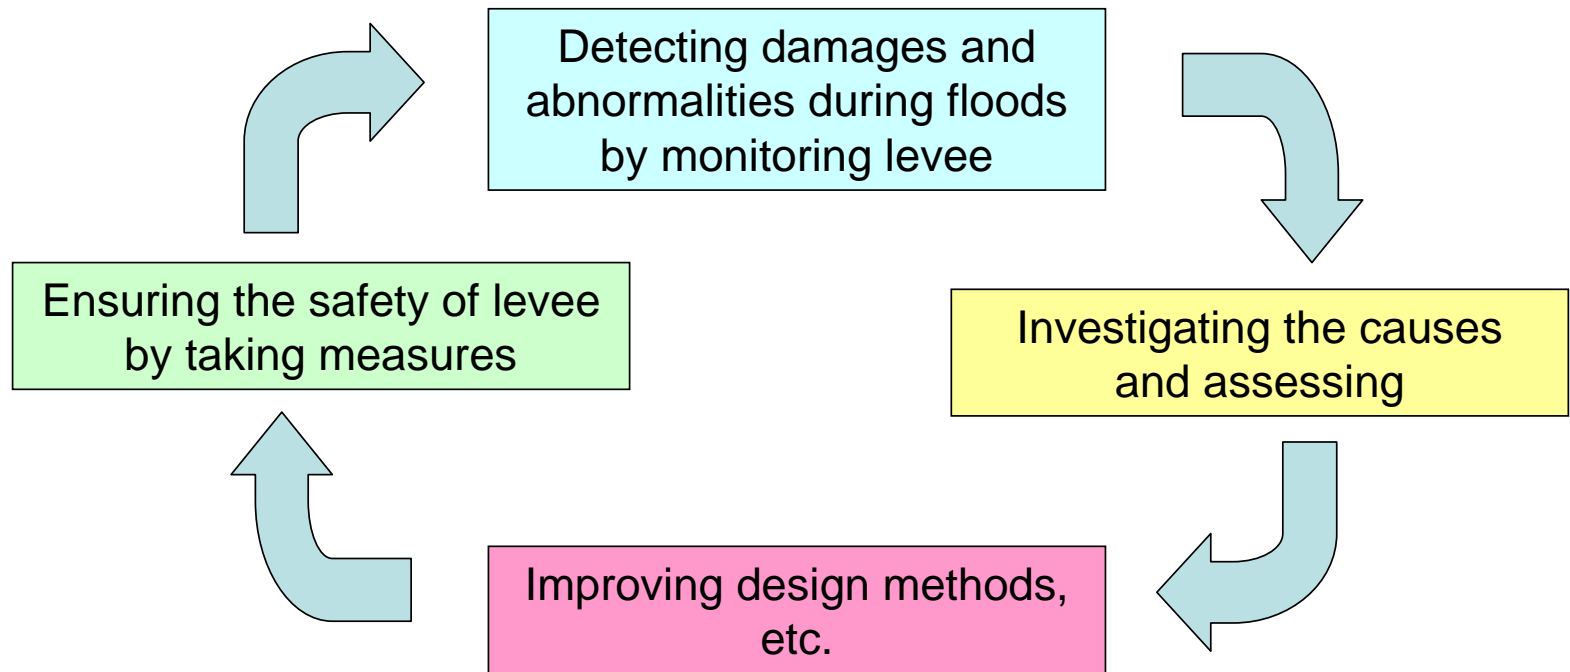 Detecting damages and
abnormalities during floods
by monitoring levee
Ensuring the safety of levee
by taking measures
Investigating the causes
and assessing
Improving design methods,
etc.